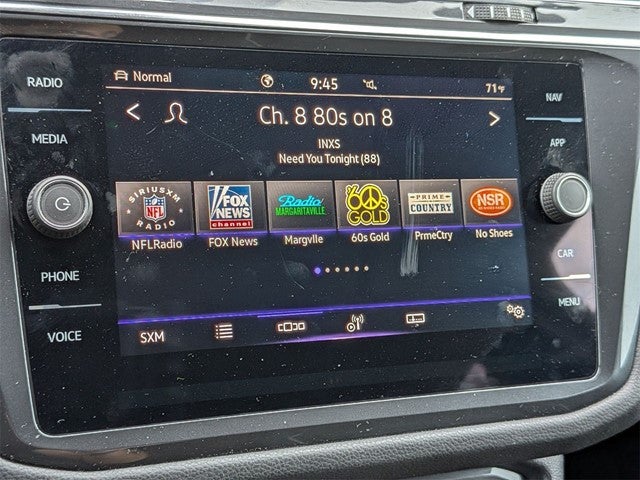 RADIO
MEDIA
PHONE
VOICE
NAV
APP
CAR
MENU
Normal
9:45
71°F
< Ch. 8 80s on 8 >
INXS
Need You Tonight (88)
SIRIUSXM
NFL
RADIO
FOX
NEWS
channel
Radio
MARGARITAVILLE
60s
GOLD
PRIME
COUNTRY
NSR
NFLRadio
FOX News
Margvlle
60s Gold
PrmeCtry
No Shoes
SXM